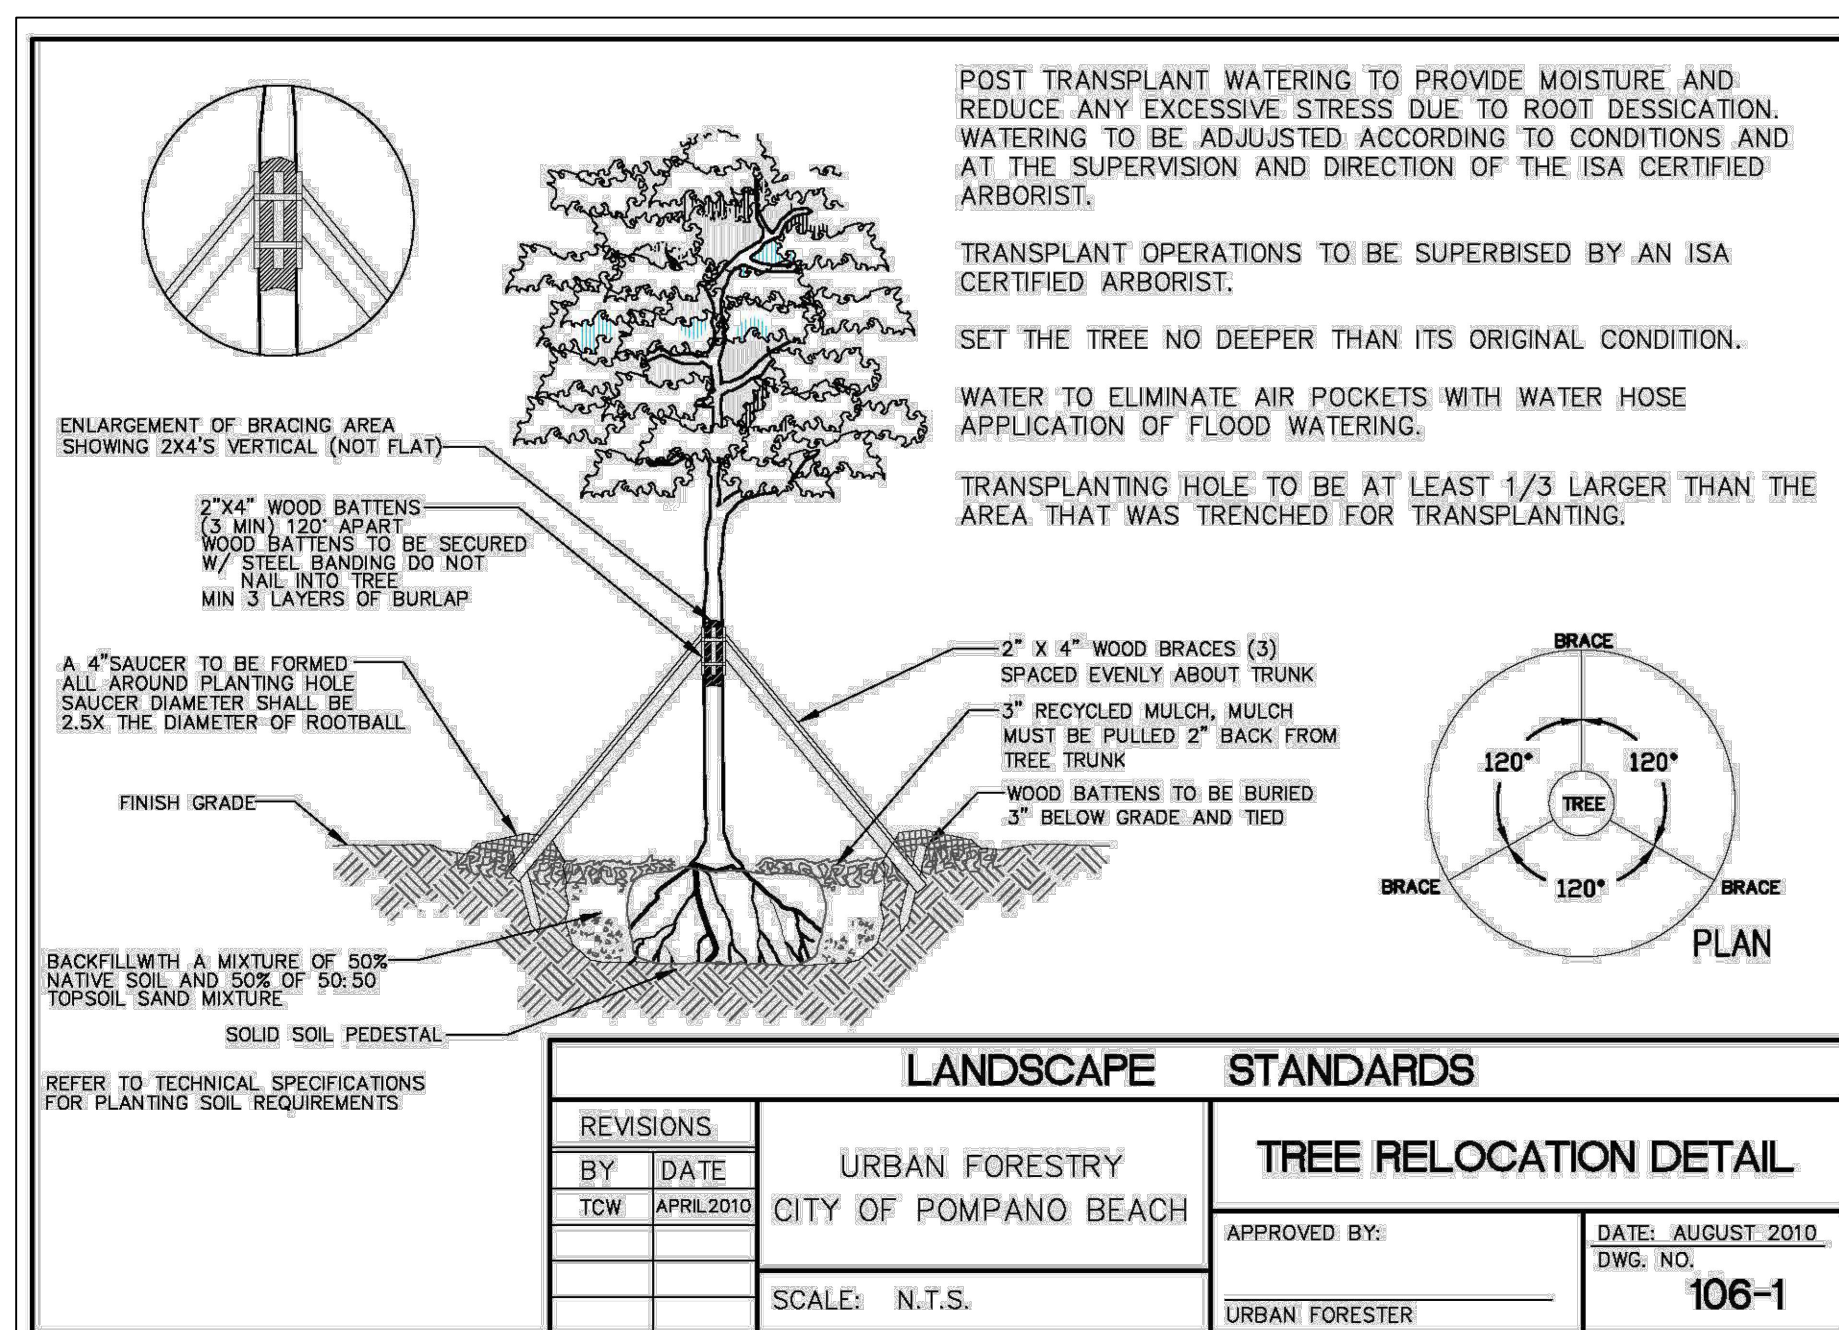 POST TRANSPLANT WATERING TO PROVIDE MOISTURE AND
REDUCE ANY EXCESSIVE STRESS DUE TO ROOT DESSICATION.
WATERING TO BE ADJUJSTED ACCORDING TO CONDITIONS AND
AT THE SUPERVISION AND DIRECTION OF THE ISA CERTIFIED
ARBORIST.
TRANSPLANT OPERATIONS TO BE SUPERBISED BY AN ISA
CERTIFIED ARBORIST.
SET THE TREE NO DEEPER THAN ITS ORIGINAL CONDITION.
WATER TO ELIMINATE AIR POCKETS WITH WATER HOSE
APPLICATION OF FLOOD WATERING.
TRANSPLANTING HOLE TO BE AT LEAST 1/3 LARGER THAN THE
AREA THAT WAS TRENCHED FOR TRANSPLANTING.
ENLARGEMENT OF BRACING AREA
SHOWING 2X4'S VERTICAL (NOT FLAT)
2"X4" WOOD BATTENS
(3 MIN) 120° APART
WOOD BATTENS TO BE SECURED
W/ STEEL BANDING DO NOT
NAIL INTO TREE
MIN 3 LAYERS OF BURLAP
A 4"SAUCER TO BE FORMED
ALL AROUND PLANTING HOLE
SAUCER DIAMETER SHALL BE
2.5X THE DIAMETER OF ROOTBALL
FINISH GRADE
2" X 4" WOOD BRACES (3)
SPACED EVENLY ABOUT TRUNK
3" RECYCLED MULCH, MULCH
MUST BE PULLED 2" BACK FROM
TREE TRUNK
WOOD BATTENS TO BE BURIED
3" BELOW GRADE AND TIED
BRACE
120° 120°
TREE
120°
BRACE BRACE
PLAN
BACKFILLWITH A MIXTURE OF 50%
NATIVE SOIL AND 50% OF 50:50
TOPSOIL SAND MIXTURE
SOLID SOIL PEDESTAL
REFER TO TECHNICAL SPECIFICATIONS
FOR PLANTING SOIL REQUIREMENTS
LANDSCAPE STANDARDS
REVISIONS
BY DATE
TCW APRIL2010
URBAN FORESTRY
CITY OF POMPANO BEACH
SCALE: N.T.S.
TREE RELOCATION DETAIL
APPROVED BY:
URBAN FORESTER
DATE: AUGUST 2010
DWG. NO.
106-1